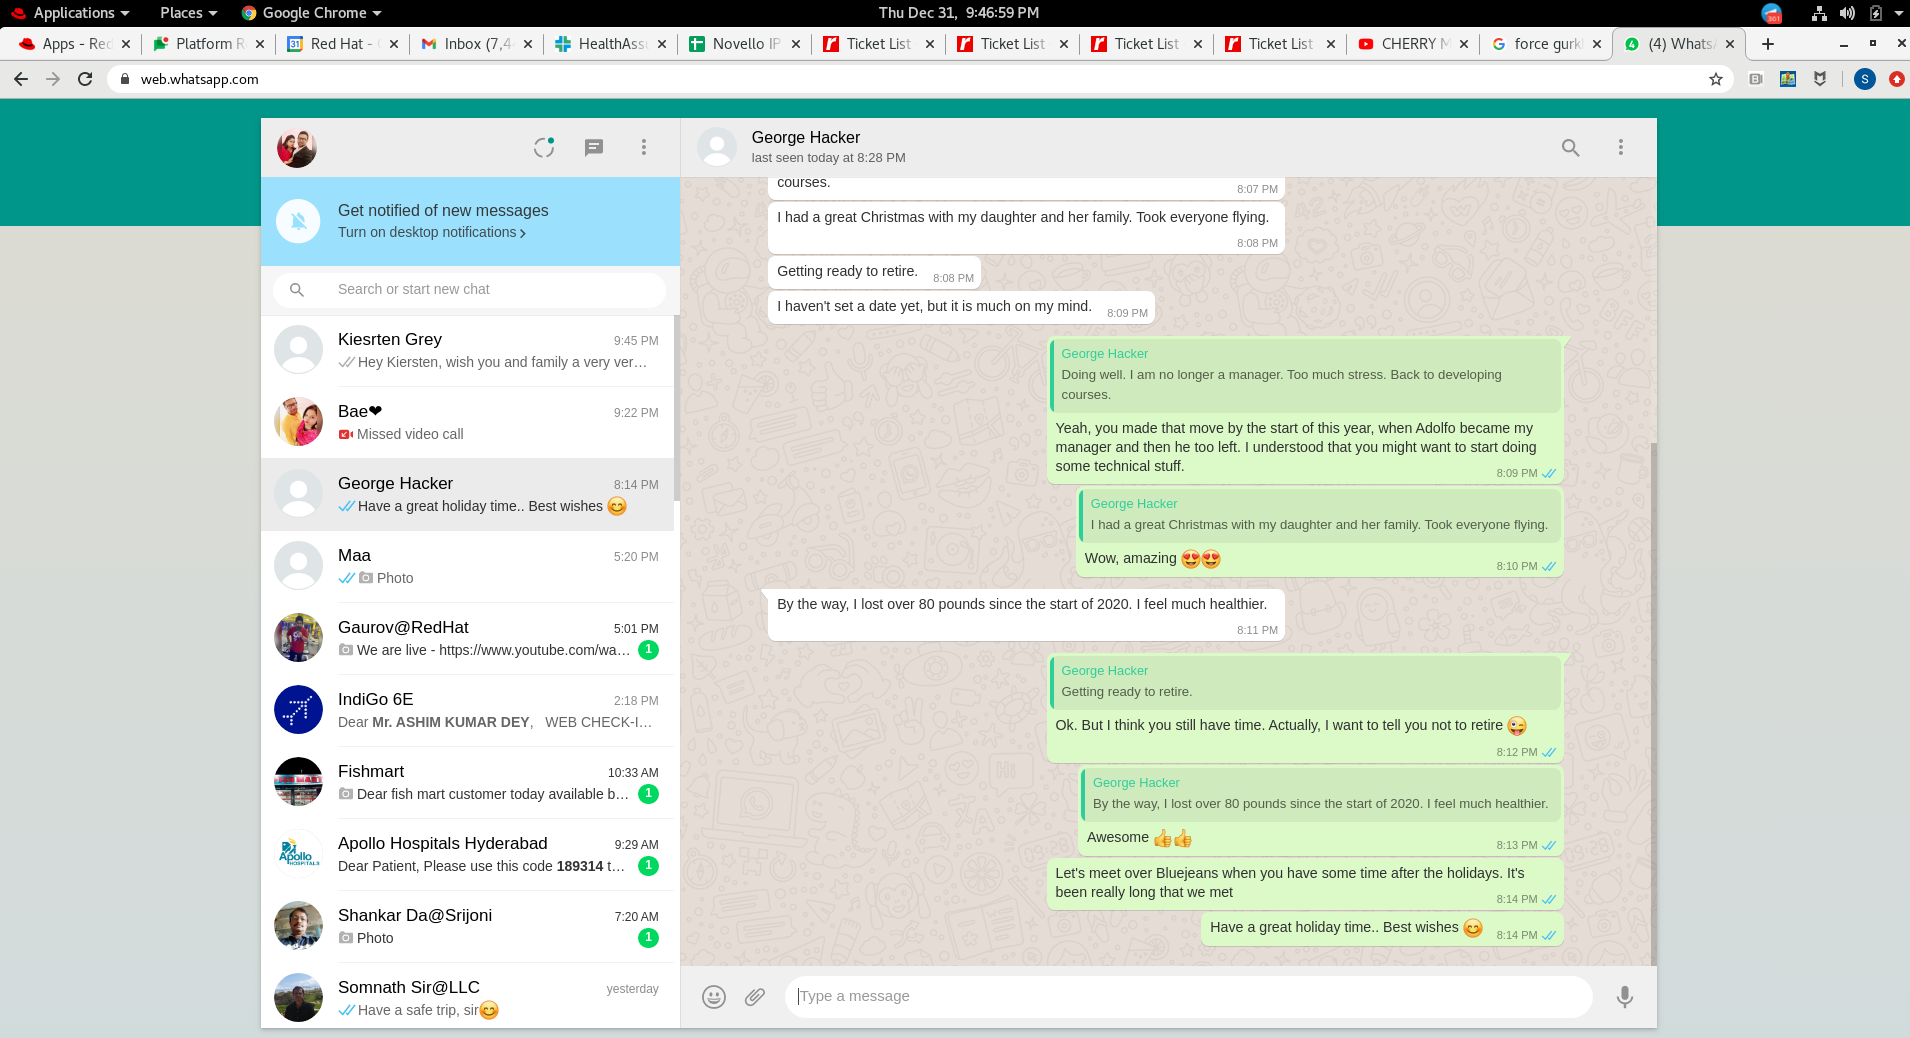 Applications
Places
Google Chrome
Thu Dec 31, 9:46:59 PM
361
Apps - Red
Platform R
31
Red Hat -
Inbox (7,4
HealthAss
Novello IP
Ticket List
Ticket List
Ticket List
Ticket List
CHERRY M
force gurk
4
(4) Whats
web.whatsapp.com
S
Get notified of new messages
Turn on desktop notifications
Search or start new chat
Kiesrten Grey
9:45 PM
Hey Kiersten, wish you and family a very ver…
Bae❤
9:22 PM
Missed video call
George Hacker
8:14 PM
Have a great holiday time.. Best wishes 😊
Maa
5:20 PM
Photo
Gaurov@RedHat
5:01 PM
We are live - https://www.youtube.com/wa…
1
IndiGo 6E
2:18 PM
Dear Mr. ASHIM KUMAR DEY, WEB CHECK-I…
Fishmart
10:33 AM
Dear fish mart customer today available b…
1
Apollo Hospitals Hyderabad
9:29 AM
Apollo
HOSPITALS
Dear Patient, Please use this code 189314 t…
1
Shankar Da@Srijoni
7:20 AM
Photo
1
Somnath Sir@LLC
yesterday
Have a safe trip, sir😊
George Hacker
last seen today at 8:28 PM
courses.
8:07 PM
I had a great Christmas with my daughter and her family. Took everyone flying.
8:08 PM
Getting ready to retire.
8:08 PM
I haven't set a date yet, but it is much on my mind.
8:09 PM
George Hacker
Doing well. I am no longer a manager. Too much stress. Back to developing
courses.
Yeah, you made that move by the start of this year, when Adolfo became my
manager and then he too left. I understood that you might want to start doing
some technical stuff.
8:09 PM
George Hacker
I had a great Christmas with my daughter and her family. Took everyone flying.
Wow, amazing 😍😍
8:10 PM
By the way, I lost over 80 pounds since the start of 2020. I feel much healthier.
8:11 PM
George Hacker
Getting ready to retire.
Ok. But I think you still have time. Actually, I want to tell you not to retire 😜
8:12 PM
George Hacker
By the way, I lost over 80 pounds since the start of 2020. I feel much healthier.
Awesome 👍👍
8:13 PM
Let's meet over Bluejeans when you have some time after the holidays. It's
been really long that we met
8:14 PM
Have a great holiday time.. Best wishes 😊
8:14 PM
Type a message